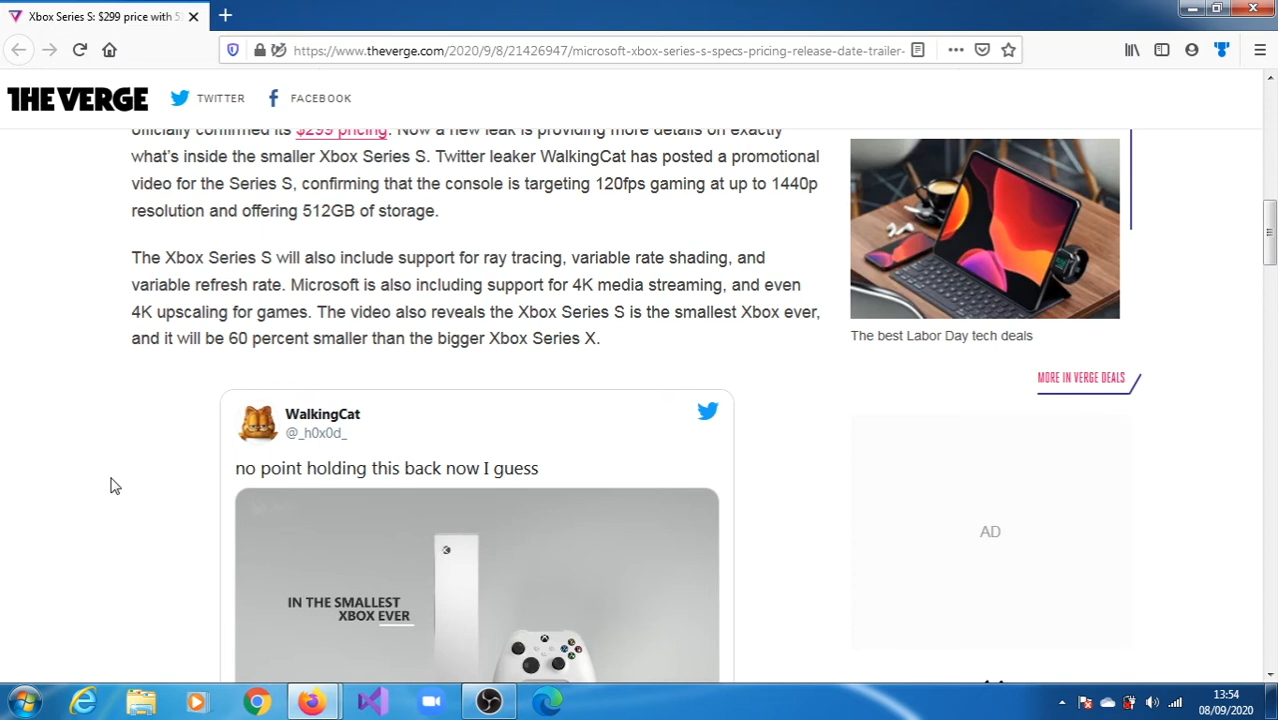 Xbox Series S: $299 price with 5
https://www.theverge.com/2020/9/8/21426947/microsoft-xbox-series-s-specs-pricing-release-date-trailer-
THE VERGE
TWITTER
FACEBOOK
officially confirmed its $299 pricing. Now a new leak is providing more details on exactly
what's inside the smaller Xbox Series S. Twitter leaker WalkingCat has posted a promotional
video for the Series S, confirming that the console is targeting 120fps gaming at up to 1440p
resolution and offering 512GB of storage.
The Xbox Series S will also include support for ray tracing, variable rate shading, and
variable refresh rate. Microsoft is also including support for 4K media streaming, and even
4K upscaling for games. The video also reveals the Xbox Series S is the smallest Xbox ever,
and it will be 60 percent smaller than the bigger Xbox Series X.
WalkingCat
@_h0x0d_
no point holding this back now I guess
IN THE SMALLEST
XBOX EVER
The best Labor Day tech deals
MORE IN VERGE DEALS
AD
13:54
08/09/2020